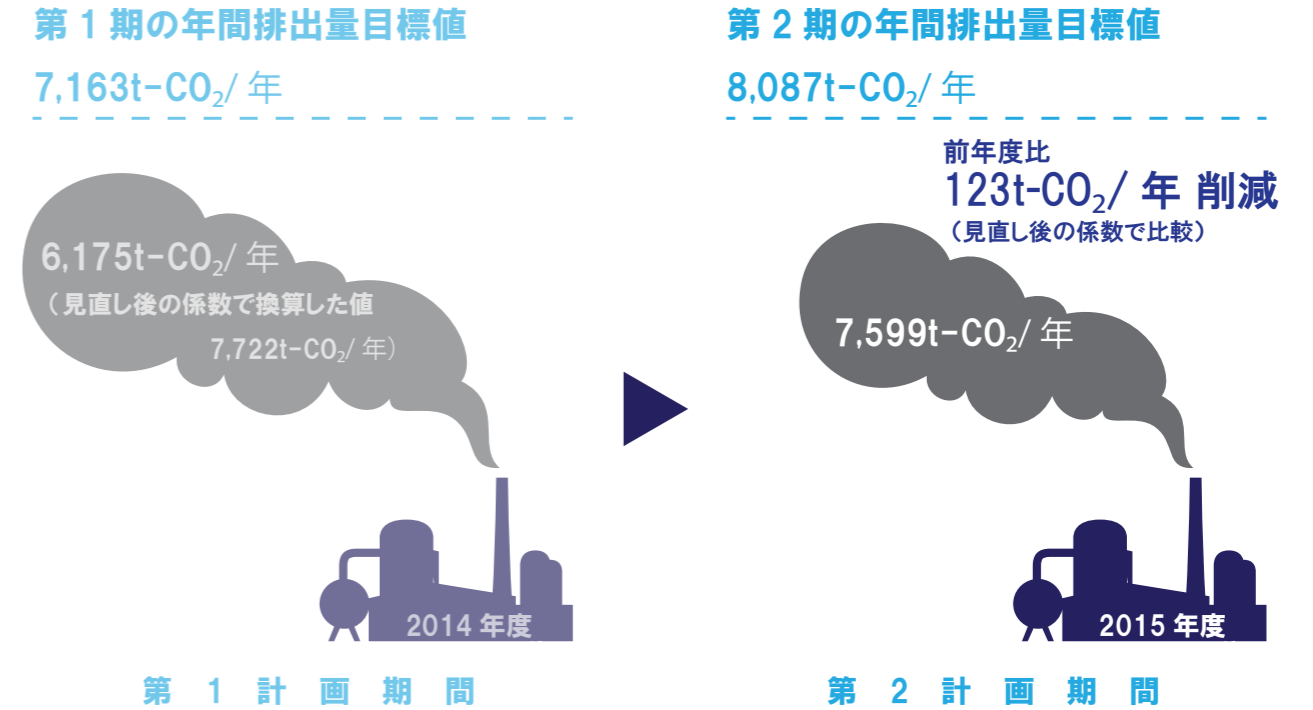 第1期の年間排出量目標値
7,163t-CO₂/ 年
6,175t-CO₂/ 年
（見直し後の係数で換算した値
7,722t-CO₂/ 年）
2014 年度
第1計画期間
第2期の年間排出量目標値
8,087t-CO₂/ 年
前年度比
123t-CO₂/ 年 削減
（見直し後の係数で比較）
7,599t-CO₂/ 年
2015 年度
第2計画期間